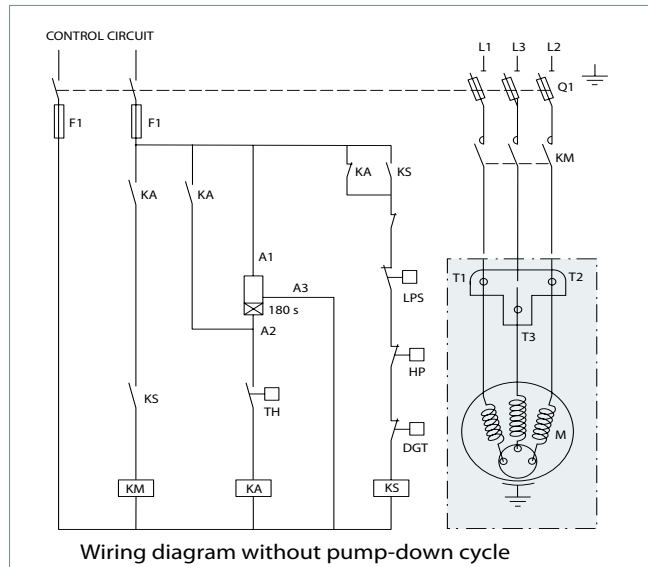 CONTROL CIRCUIT
L1 L3 L2
Q1
F1 F1
KM
KA KA KA KS
A1
T1 T2
A3
LPS
180 s
A2
T3
HP
KS
TH
M
DGT
KM KA KS
Wiring diagram without pump-down cycle